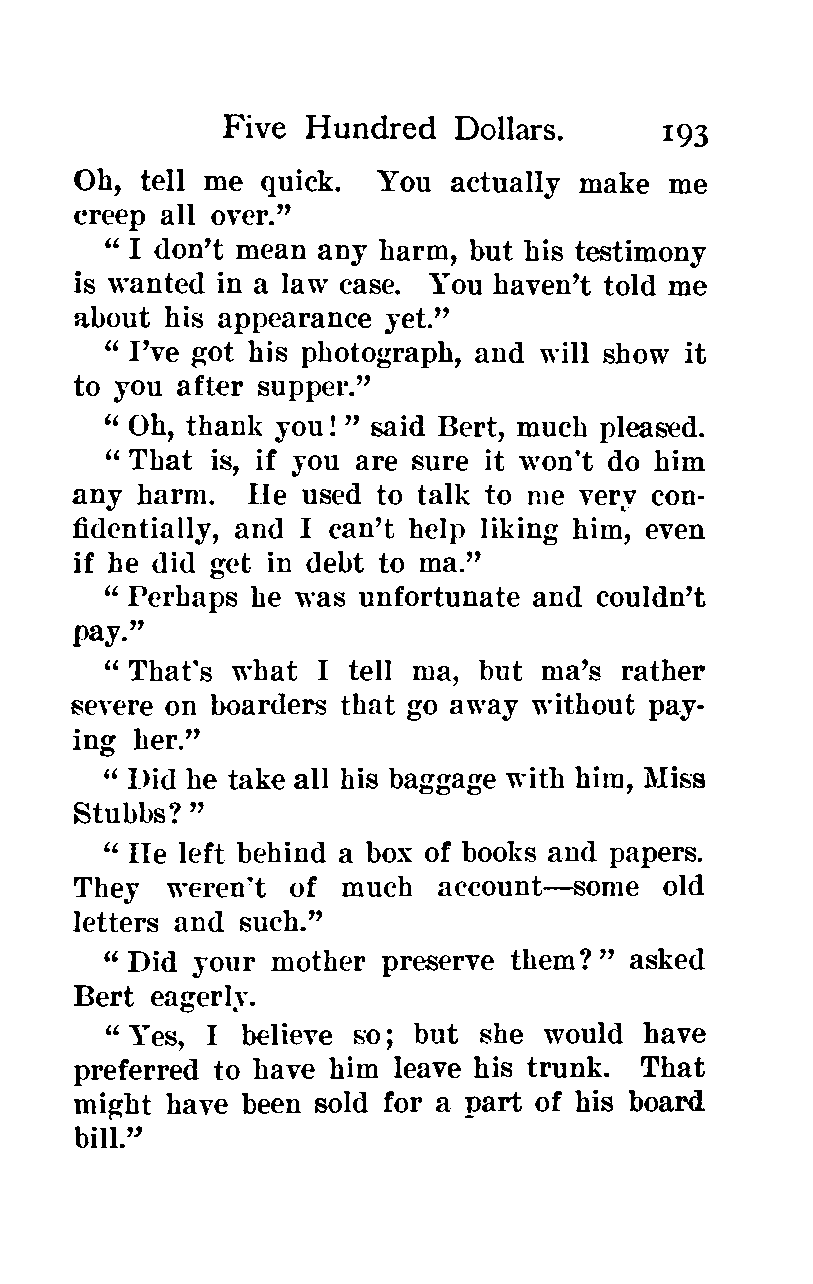 Five Hundred Dollars. 193
Oh, tell me quick. You actually make me
creep all over.”
“ I don’t mean any harm, but his testimony
is wanted in a law case. You haven’t told me
about his appearance yet.”
“ I’ve got his photograph, and will show it
to you after supper.”
“ Oh, thank you! ” said Bert, much pleased.
“ That is, if you are sure it won’t do him
any harm. He used to talk to me very con-
fidentially, and I can’t help liking him, even
if he did get in debt to ma.”
“ Perhaps he was unfortunate and couldn’t
pay.”
“ That’s what I tell ma, but ma’s rather
severe on boarders that go away without pay-
ing her.”
“ Did he take all his baggage with him, Miss
Stubbs? ”
“ He left behind a box of books and papers.
They weren’t of much account—some old
letters and such.”
“ Did your mother preserve them? ” asked
Bert eagerly.
“ Yes, I believe so; but she would have
preferred to have him leave his trunk. That
might have been sold for a part of his board
bill.”